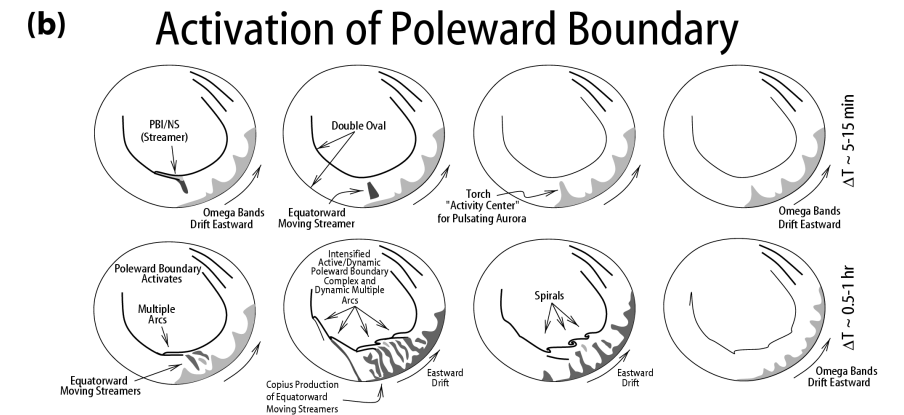 (b)
Activation of Poleward Boundary
PBI/NS
(Streamer)
Omega Bands
Drift Eastward
Double Oval
Equatorward
Moving Streamer
Torch
"Activity Center"
for Pulsating Aurora
Omega Bands
Drift Eastward
ΔT ~ 5-15 min
Poleward Boundary
Activates
Multiple
Arcs
Equatorward
Moving Streamers
Intensified
Active/Dynamic
Poleward Boundary
Complex and
Dynamic Multiple
Arcs
Copius Production
of Equatorward
Moving Streamers
Eastward
Drift
Spirals
Eastward
Drift
Omega Bands
Drift Eastward
ΔT ~ 0.5-1 hr